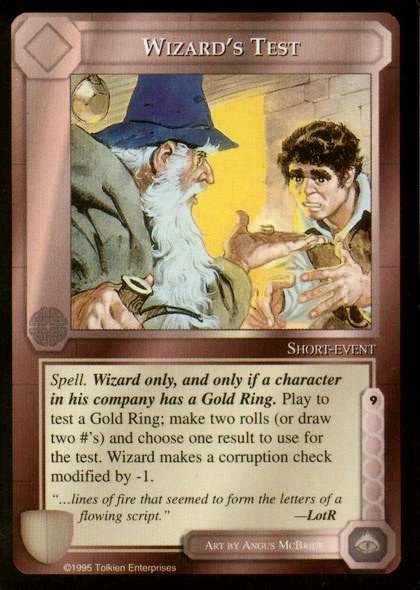 WIZARD'S TEST
SHORT-EVENT
Spell. Wizard only, and only if a character
in his company has a Gold Ring. Play to
test a Gold Ring; make two rolls (or draw
two #'s) and choose one result to use for
the test. Wizard makes a corruption check
modified by -1.
9
“...lines of fire that seemed to form the letters of a
flowing script.” —LotR
ART BY ANGUS MCBRIDE
©1995 Tolkien Enterprises